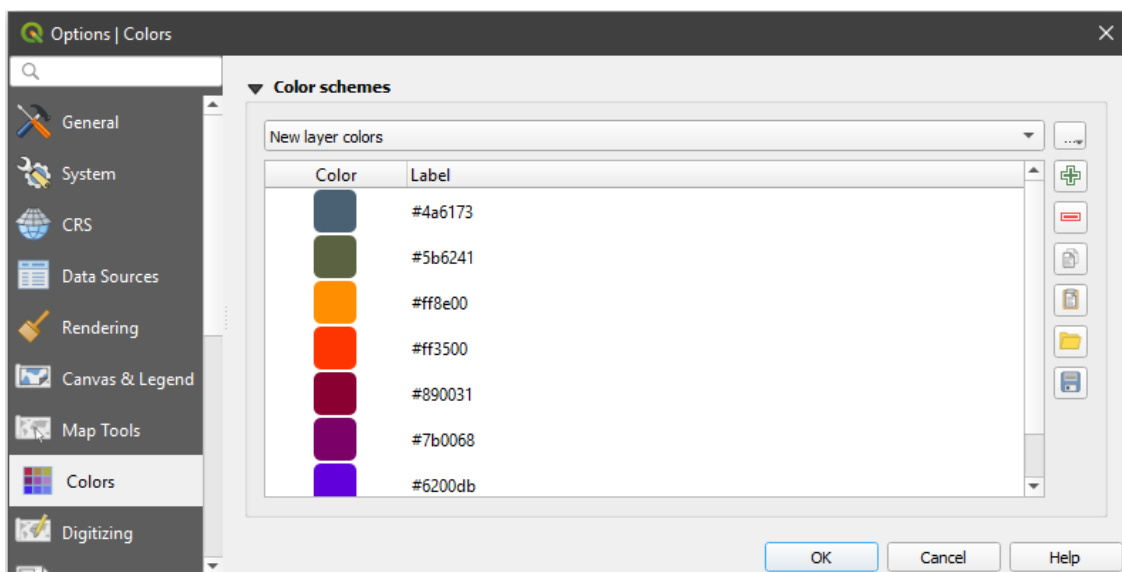 Options | Colors
General
System
CRS
Data Sources
Rendering
Canvas & Legend
Map Tools
Colors
Digitizing
Color schemes
New layer colors
...
Color Label
#4a6173
#5b6241
#ff8e00
#ff3500
#890031
#7b0068
#6200db
OK Cancel Help